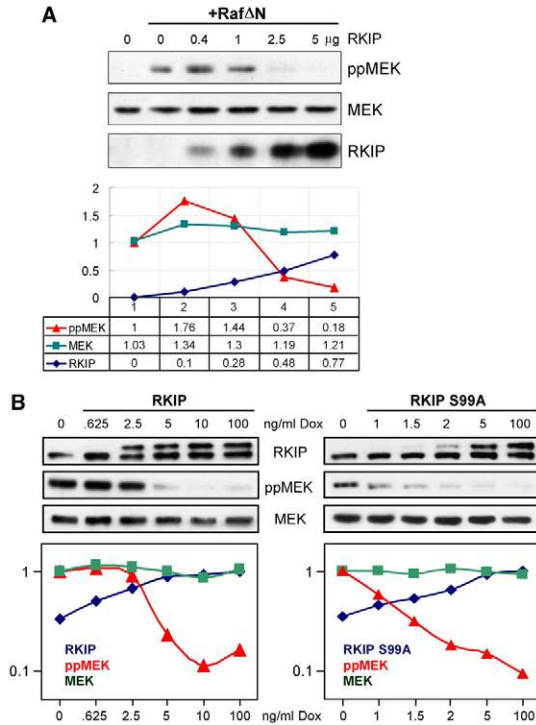 A
+RafΔN
0 0 0.4 1 2.5 5 μg RKIP
ppMEK
MEK
RKIP
2
1.5
1
0.5
0
1 2 3 4 5
ppMEK 1 1.76 1.44 0.37 0.18
MEK 1.03 1.34 1.3 1.19 1.21
RKIP 0 0.1 0.28 0.48 0.77
B
RKIP RKIP S99A
0 .625 2.5 5 10 100 ng/ml Dox 0 1 1.5 2 5 100
RKIP
ppMEK
MEK
1 1
RKIP RKIP S99A
ppMEK ppMEK
MEK MEK
0.1 0.1
0 .625 2.5 5 10 100 ng/ml Dox 0 1 1.5 2 5 100